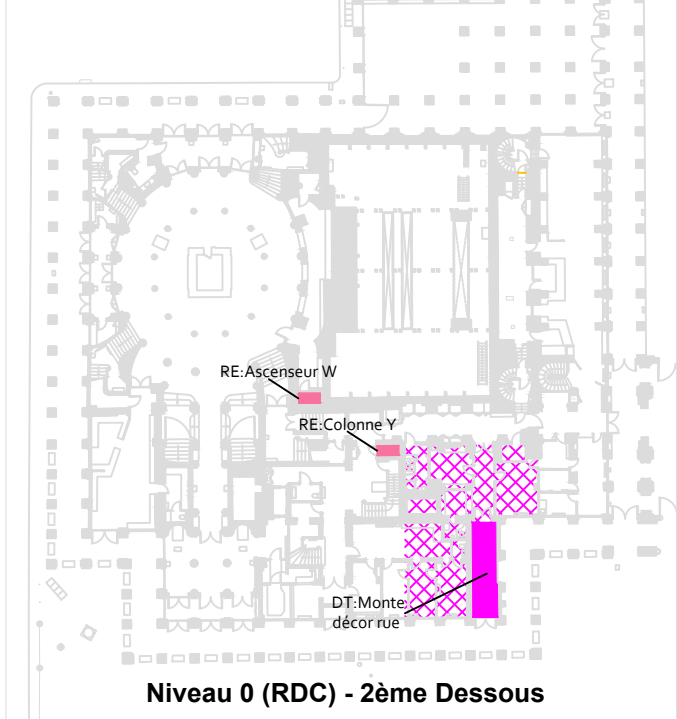 RE:Ascenseur W
RE:Colonne Y
DT:Monte
décor rue
Niveau 0 (RDC) - 2ème Dessous